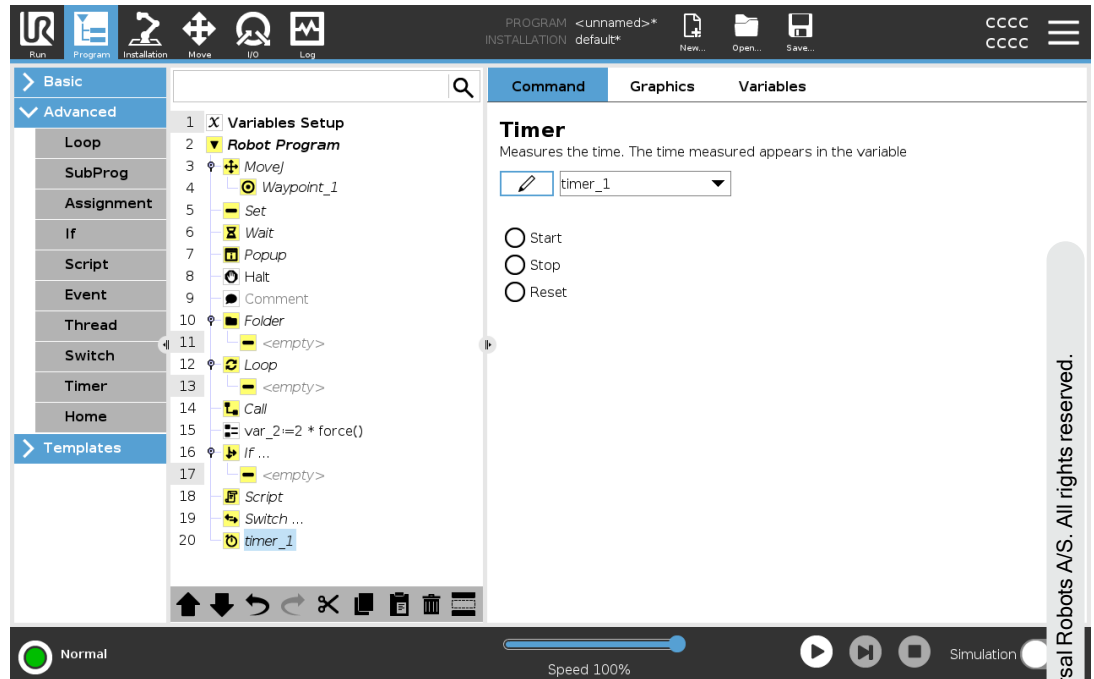 PROGRAM <unnamed>*
INSTALLATION default*
Run
Program
Installation
Move
I/O
Log
New...
Open...
Save...
CCCC
CCCC
Basic
Advanced
Loop
SubProg
Assignment
If
Script
Event
Thread
Switch
Timer
Home
Templates
1 X Variables Setup
2 Robot Program
3 MoveJ
4 Waypoint_1
5 Set
6 Wait
7 Popup
8 Halt
9 Comment
10 Folder
11 <empty>
12 Loop
13 <empty>
14 Call
15 var_2:=2 * force()
16 If ...
17 <empty>
18 Script
19 Switch ...
20 timer_1
Command Graphics Variables
Timer
Measures the time. The time measured appears in the variable
timer_1
Start
Stop
Reset
Normal
Speed 100%
Simulation
Robots A/S. All rights reserved.